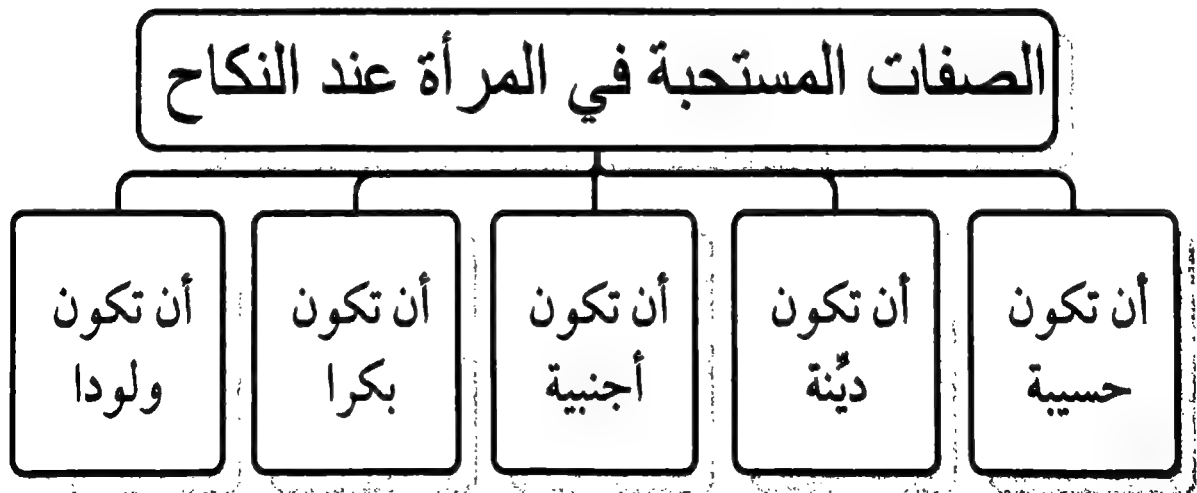 الصفات المستحبة في المرأة عند النكاح
أن تكون
حسيبة
أن تكون
ديِّنة
أن تكون
أجنبية
أن تكون
بكرا
أن تكون
ولودا